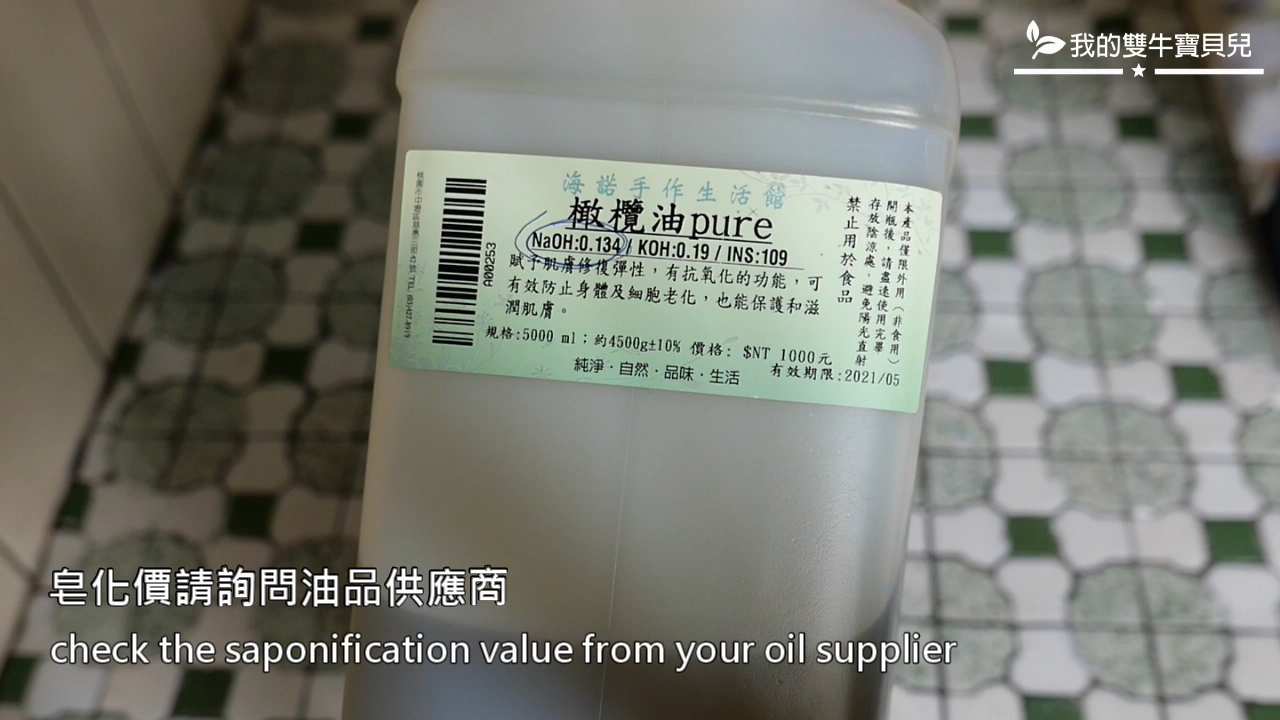 我的雙牛寶貝兒
海諾手作生活館
橄欖油pure
NaOH:0.134 / KOH:0.19 / INS:109
賦予肌膚修復彈性，有抗氧化的功能，可
有效防止身體及細胞老化，也能保護和滋
潤肌膚。
規格:5000 ml；約4500g±10% 價格: $NT 1000元
純淨·自然·品味·生活
有效期限:2021/05
A00253
本產品僅限外用（非食用）
開瓶後，請盡速使用完畢
存放陰涼處，避免陽光直射
禁止用於食品
皂化價請詢問油品供應商
check the saponification value from your oil supplier